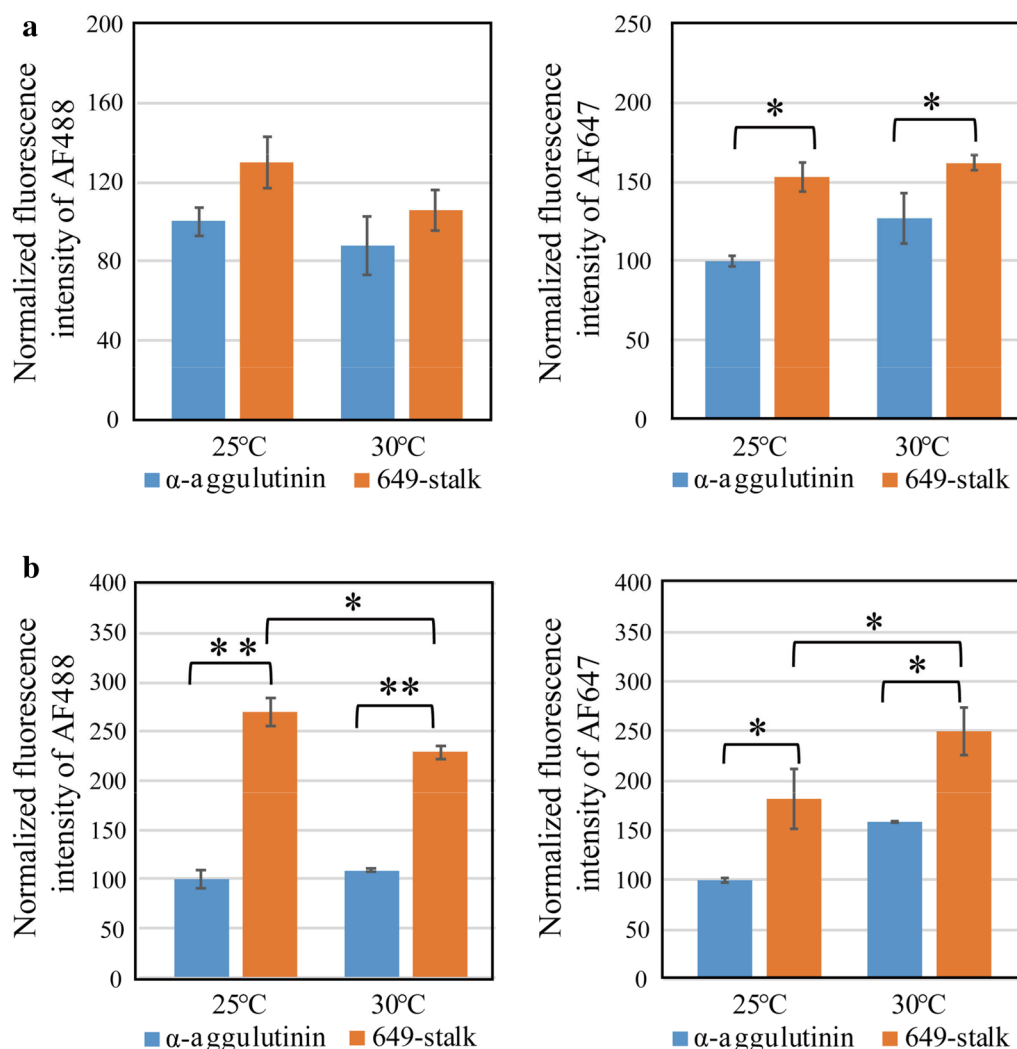 a
Normalized fluorescence
intensity of AF488
200
160
120
80
40
0
25°C
30°C
α-aggulutinin
649-stalk
Normalized fluorescence
intensity of AF647
250
200
150
100
50
0
*
*
25°C
30°C
α-aggulutinin
649-stalk
b
Normalized fluorescence
intensity of AF488
400
350
300
250
200
150
100
50
0
**
*
**
25°C
30°C
α-aggulutinin
649-stalk
Normalized fluorescence
intensity of AF647
400
350
300
250
200
150
100
50
0
*
*
*
25°C
30°C
α-aggulutinin
649-stalk